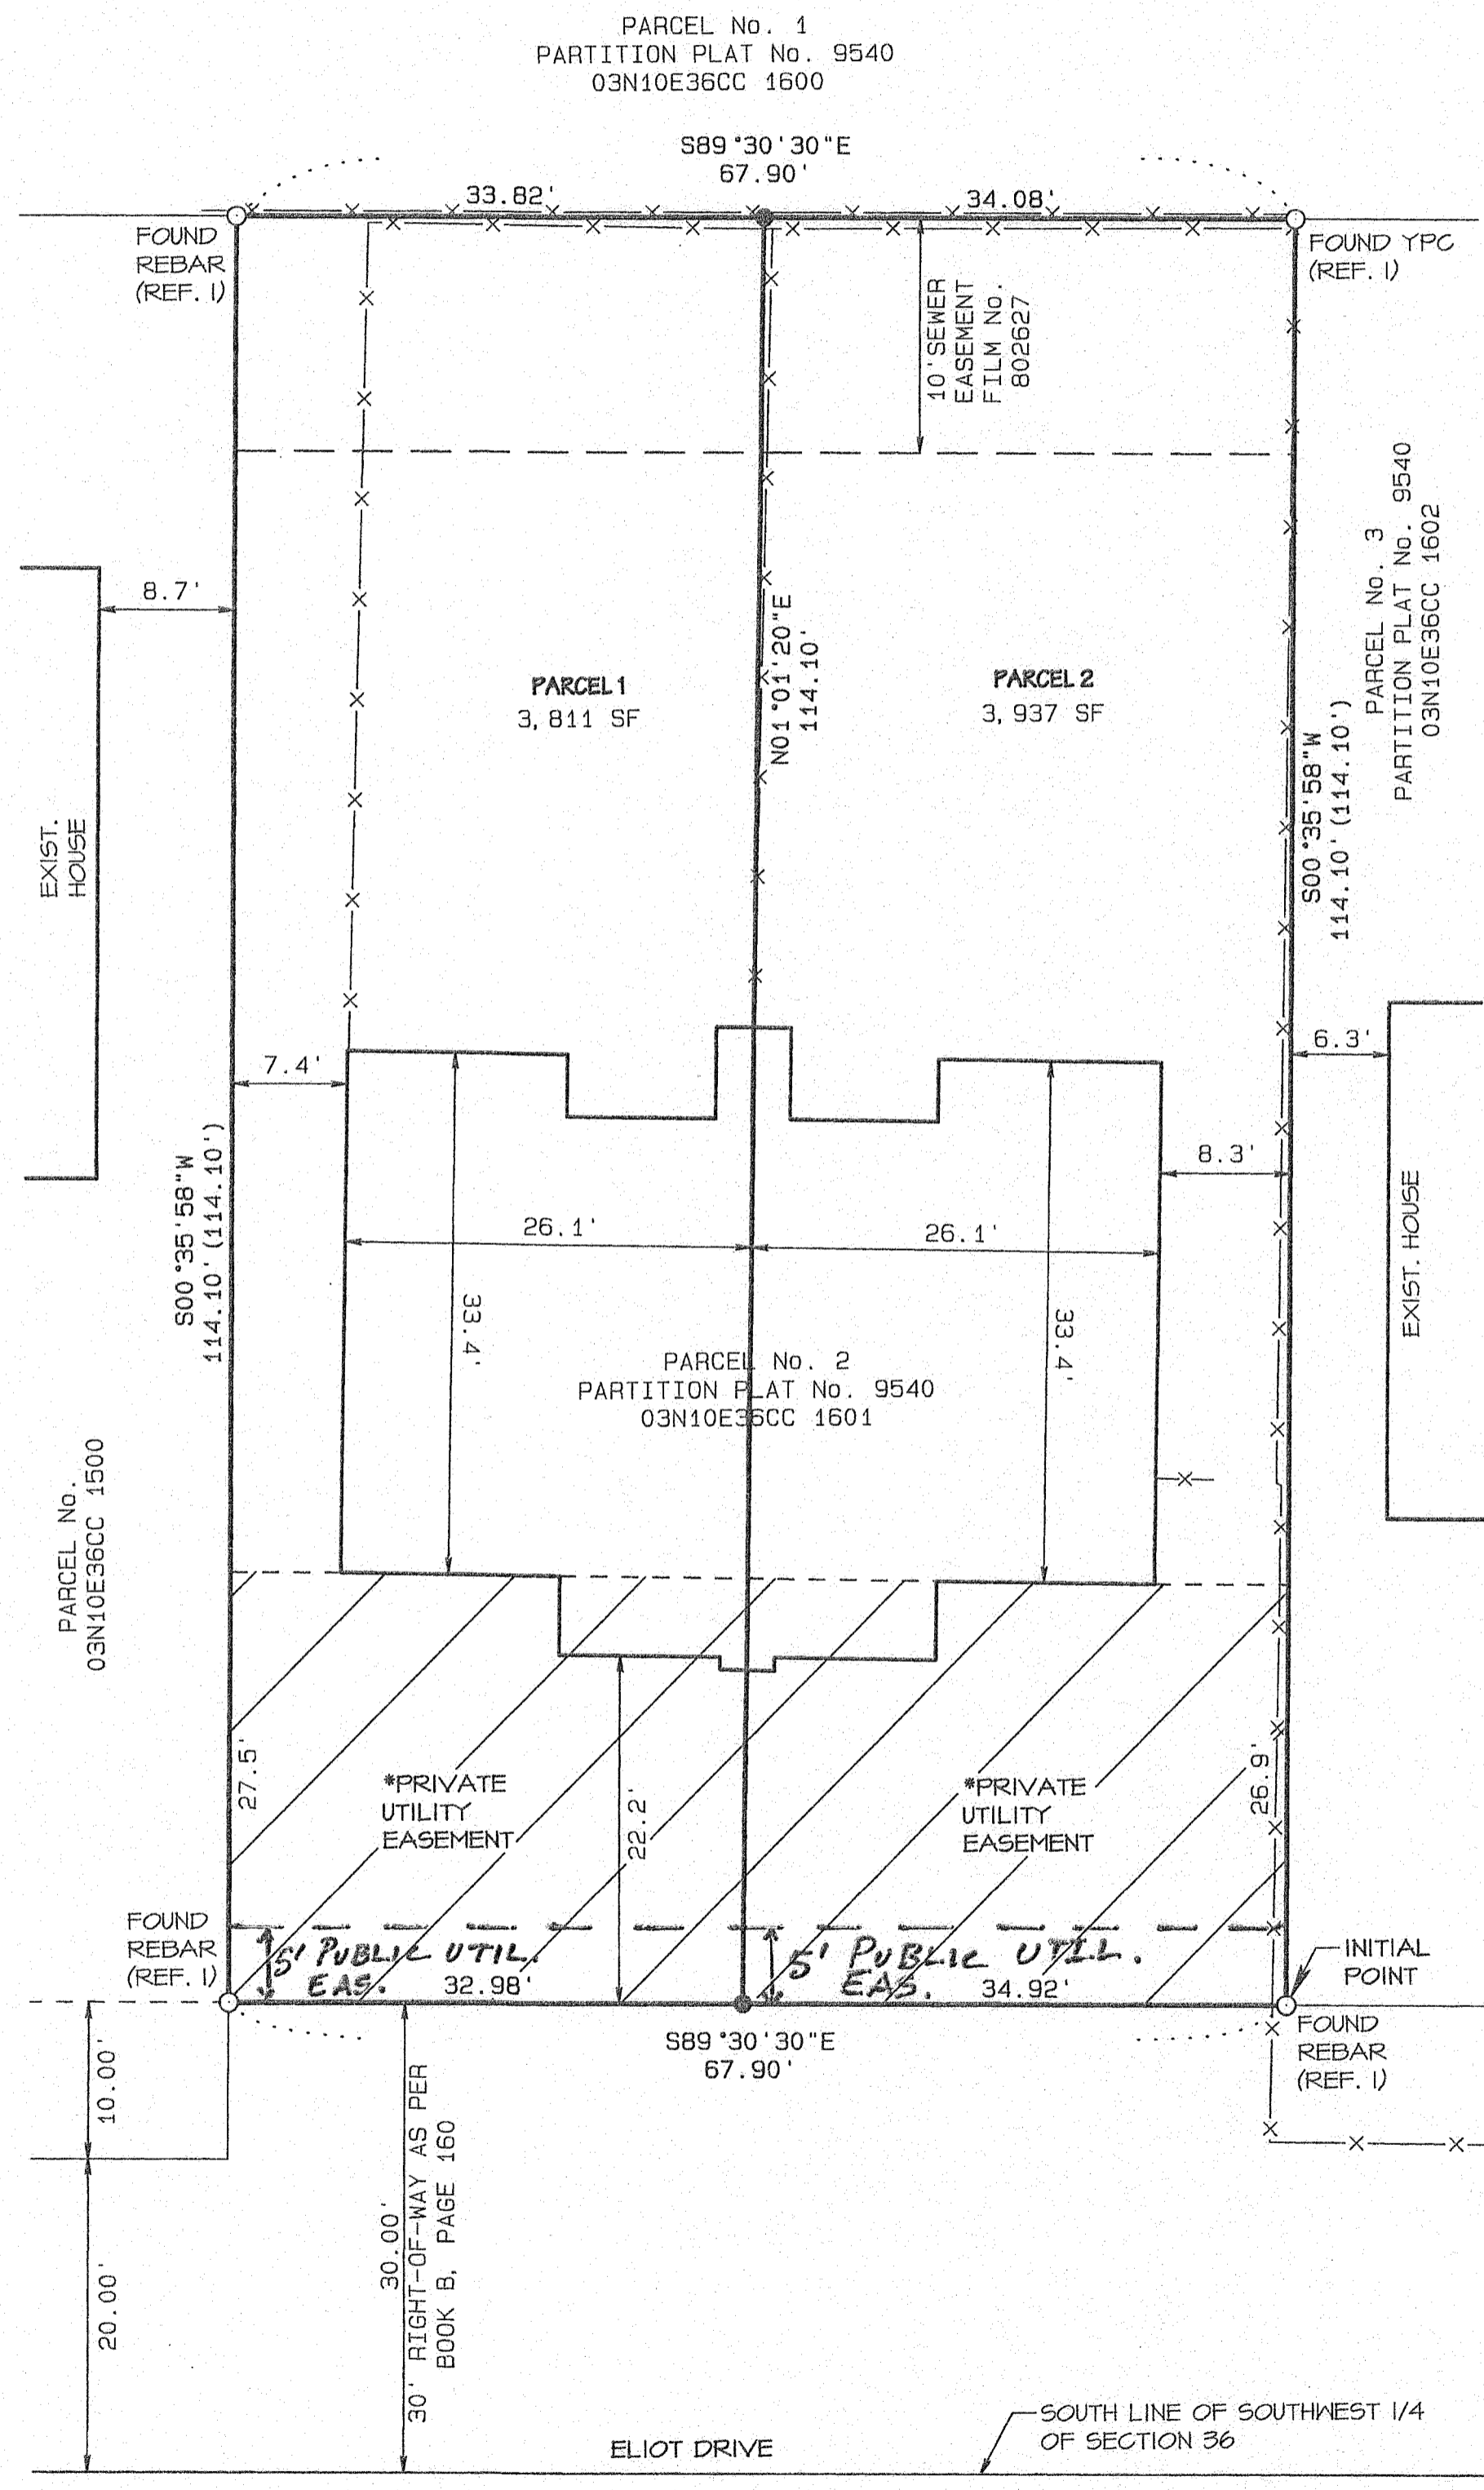 PARCEL No. 1
PARTITION PLAT No. 9540
03N10E36CC 1600
S89°30'30"E
67.90'
33.82'
34.08'
FOUND
REBAR
(REF. 1)
FOUND YPC
(REF. 1)
10'SEWER
EASEMENT
FILM No.
802627
8.7'
PARCEL No. 3
PARTITION PLAT No. 9540
03N10E36CC 1602
N01°01'20"E
114.10'
PARCEL 1
3,811 SF
PARCEL 2
3,937 SF
S00°35'58"W
114.10' (114.10')
EXIST.
HOUSE
7.4'
6.3'
S00°35'58"W
114.10' (114.10')
8.3'
26.1'
26.1'
EXIST. HOUSE
33.4'
33.4'
PARCEL No. 2
PARTITION PLAT No. 9540
03N10E36CC 1601
PARCEL No.
03N10E36CC 1500
27.5'
*PRIVATE
UTILITY
EASEMENT
22.2'
*PRIVATE
UTILITY
EASEMENT
26.9'
FOUND
REBAR
(REF. 1)
5' PUBLIC UTIL.
EAS.
32.98'
5' PUBLIC UTIL.
EAS.
34.92'
INITIAL
POINT
S89°30'30"E
67.90'
FOUND
REBAR
(REF. 1)
10.00'
20.00'
30.00'
30' RIGHT-OF-WAY AS PER
BOOK B, PAGE 160
SOUTH LINE OF SOUTHWEST 1/4
OF SECTION 36
ELIOT DRIVE